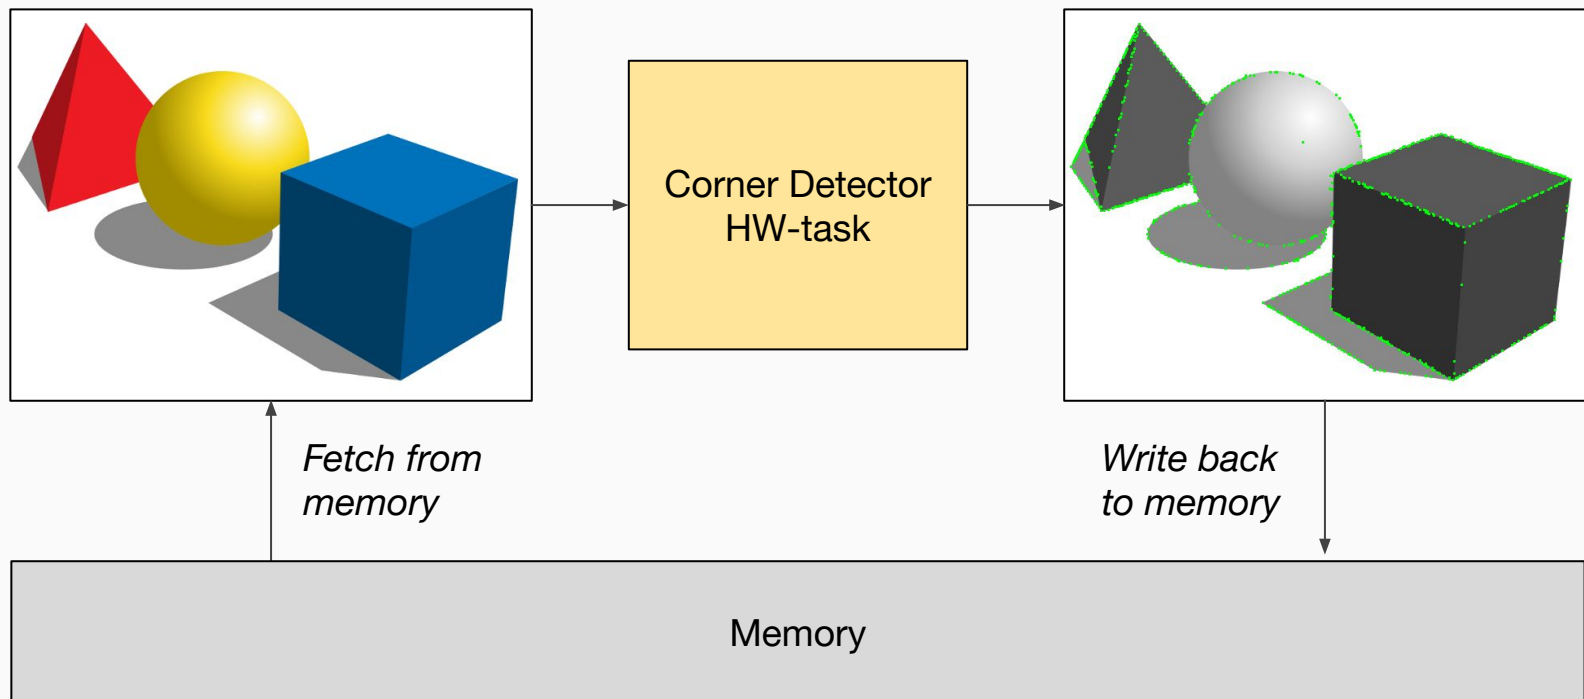 Corner Detector
HW-task
Fetch from
memory
Write back
to memory
Memory